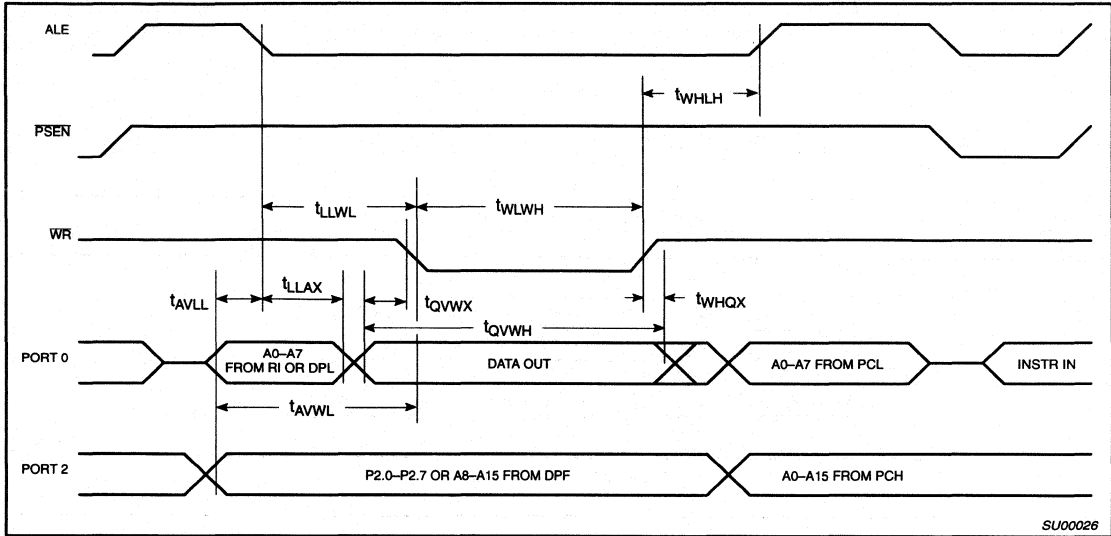 ALE
tWHLH
PSEN
tLLWL
tWLWH
WR
tAVLL
tLLAX
tQVWX
tWHQX
tQVWH
PORT 0
A0–A7
FROM RI OR DPL
DATA OUT
A0–A7 FROM PCL
INSTR IN
tAVWL
PORT 2
P2.0–P2.7 OR A8–A15 FROM DPF
A0–A15 FROM PCH
SU00026